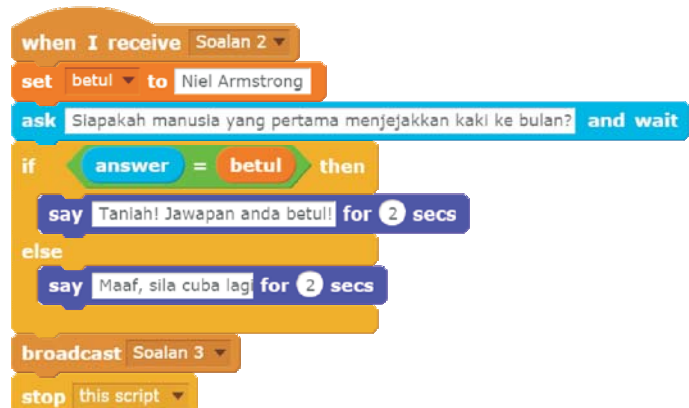 when I receive Soalan 2
set betul to Niel Armstrong
ask Siapakah manusia yang pertama menjejakkan kaki ke bulan? and wait
if answer = betul then
say Taniah! Jawapan anda betul! for 2 secs
else
say Maaf, sila cuba lagi for 2 secs
broadcast Soalan 3
stop this script